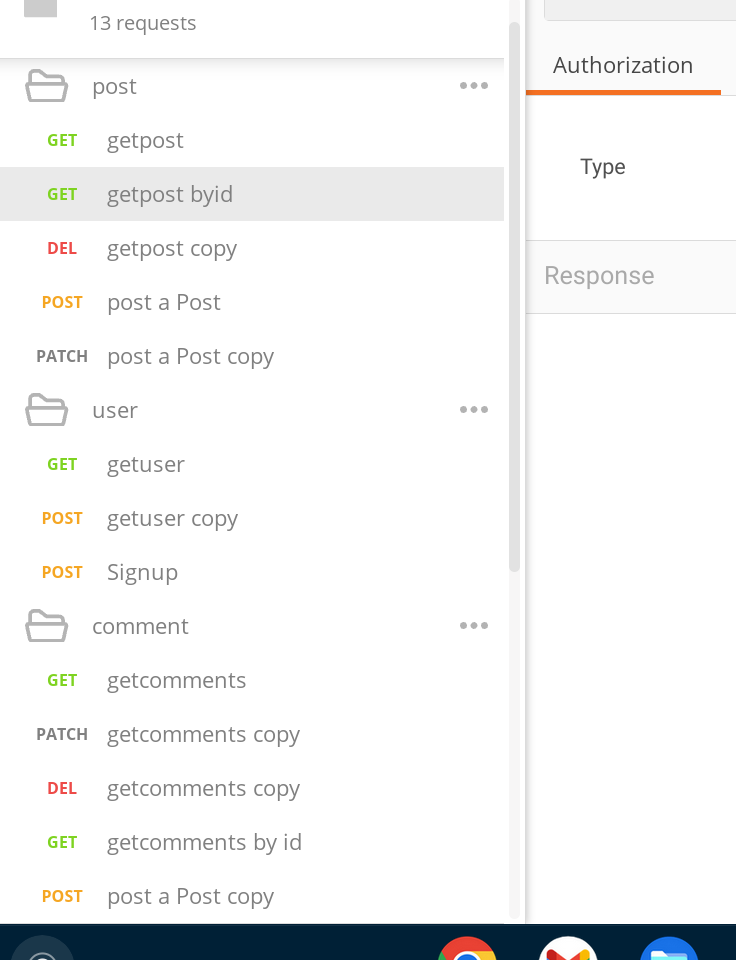 13 requests
post
GET getpost
GET getpost byid
DEL getpost copy
POST post a Post
PATCH post a Post copy
user
GET getuser
POST getuser copy
POST Signup
comment
GET getcomments
PATCH getcomments copy
DEL getcomments copy
GET getcomments by id
POST post a Post copy
Authorization
Type
Response